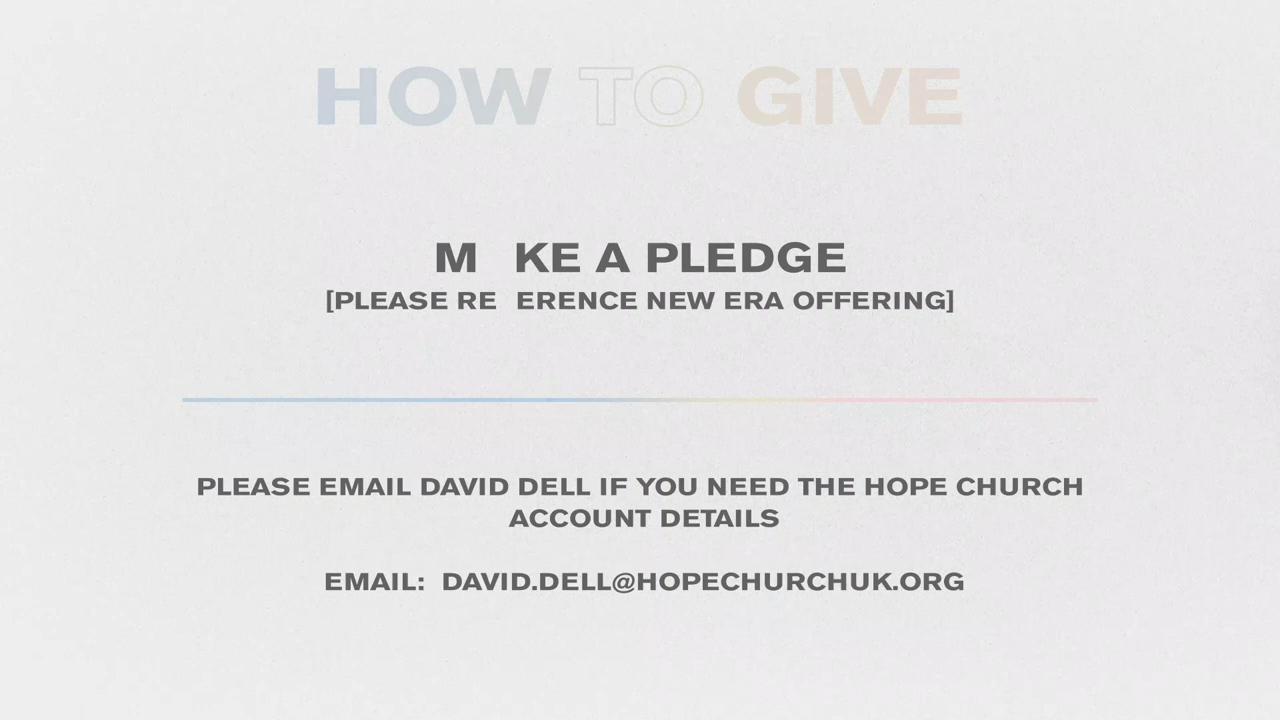 HOW TO GIVE
M KE A PLEDGE
[PLEASE RE ERENCE NEW ERA OFFERING]
PLEASE EMAIL DAVID DELL IF YOU NEED THE HOPE CHURCH
ACCOUNT DETAILS
EMAIL: DAVID.DELL@HOPECHURCHUK.ORG